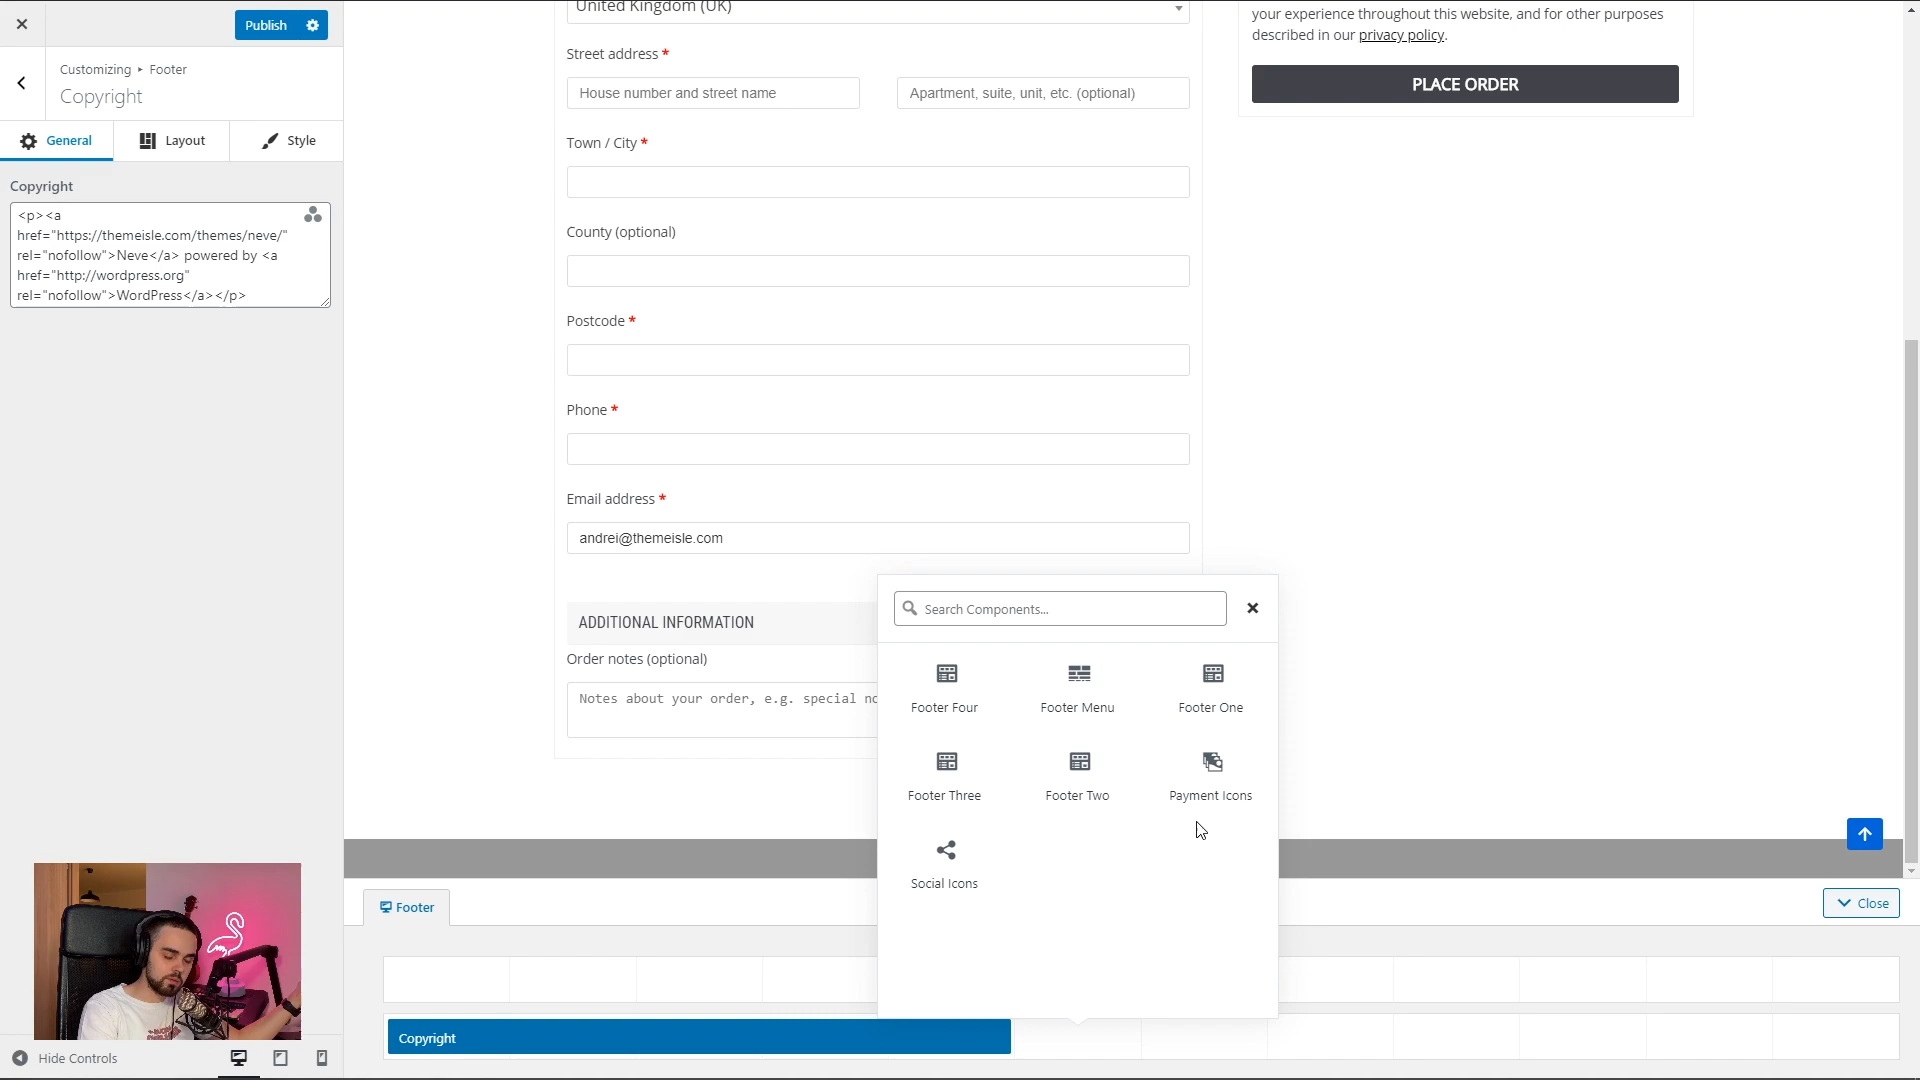 Publish
Customizing ▸ Footer
Copyright
General
Layout
Style
Copyright
<p><a
href="https://themeisle.com/themes/neve/"
rel="nofollow">Neve</a> powered by <a
href="http://wordpress.org"
rel="nofollow">WordPress</a></p>
Hide Controls
United Kingdom (UK)
Street address *
House number and street name
Apartment, suite, unit, etc. (optional)
Town / City *
County (optional)
Postcode *
Phone *
Email address *
andrei@themeisle.com
ADDITIONAL INFORMATION
Order notes (optional)
Notes about your order, e.g. special no
your experience throughout this website, and for other purposes
described in our privacy policy.
PLACE ORDER
Search Components...
Footer Four
Footer Menu
Footer One
Footer Three
Footer Two
Payment Icons
Social Icons
Footer
Close
Copyright